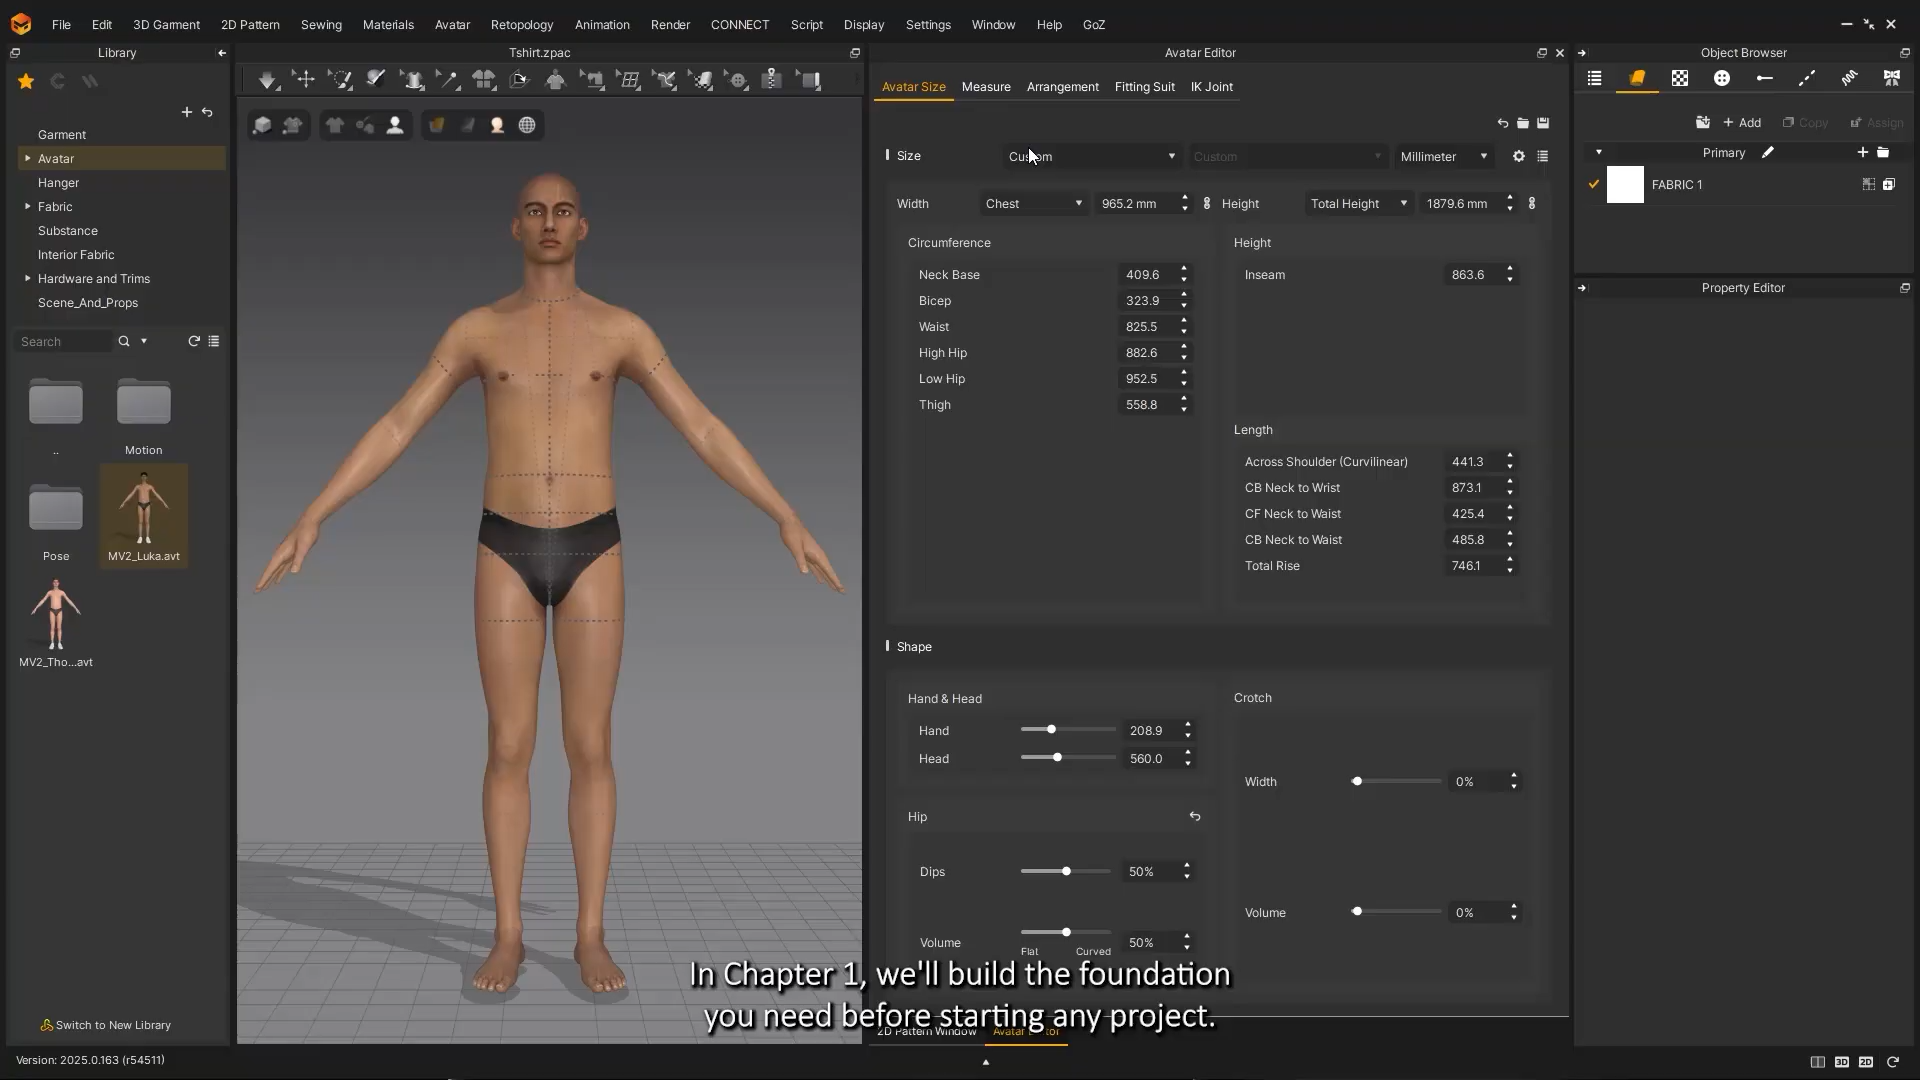 File Edit 3D Garment 2D Pattern Sewing Materials Avatar Retopology Animation Render CONNECT Script Display Settings Window Help GoZ
Library
Tshirt.zpac
Avatar Editor
Object Browser
Avatar Size Measure Arrangement Fitting Suit IK Joint
+ Add Copy Assign
Garment
Avatar
Hanger
Fabric
Substance
Interior Fabric
Hardware and Trims
Scene_And_Props
Search
..
Motion
Pose
MV2_Luka.avt
MV2_Tho...avt
Switch to New Library
Version: 2025.0.163 (r54511)
Size Custom Custom Millimeter
Width Chest 965.2 mm Height Total Height 1879.6 mm
Circumference
Neck Base 409.6
Bicep 323.9
Waist 825.5
High Hip 882.6
Low Hip 952.5
Thigh 558.8
Height
Inseam 863.6
Length
Across Shoulder (Curvilinear) 441.3
CB Neck to Wrist 873.1
CF Neck to Waist 425.4
CB Neck to Waist 485.8
Total Rise 746.1
Shape
Hand & Head
Hand 208.9
Head 560.0
Hip
Dips 50%
Volume 50%
Flat Curved
Crotch
Width 0%
Volume 0%
2D Pattern Window Avatar Editor
In Chapter 1, we'll build the foundation
you need before starting any project.
Primary
FABRIC 1
Property Editor
3D 2D